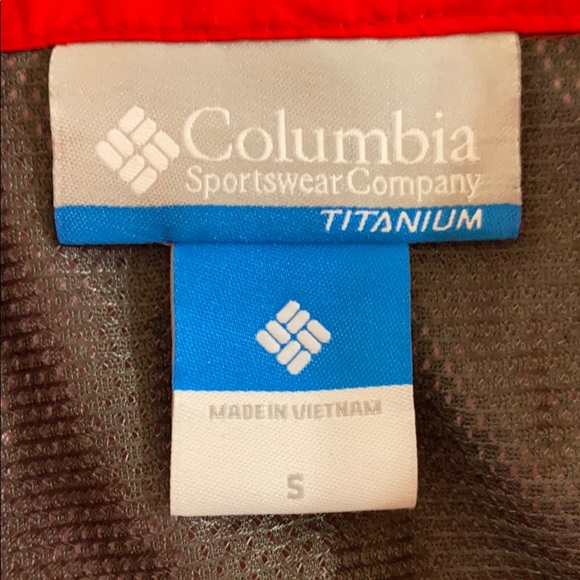 Columbia
Sportswear Company
TITANIUM
MADE IN VIETNAM
S